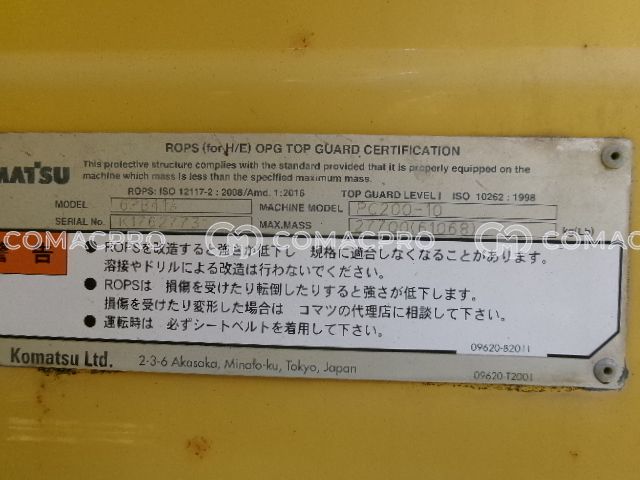 ROPS (for H/E) OPG TOP GUARD CERTIFICATION
This protective structure complies with the standard provided that it is properly equipped on the
machine which mass is less than the specified maximum mass.
MATSU
ROPS: ISO 12117-2 : 2008/Amd. 1:2016 TOP GUARD LEVEL I ISO 10262 : 1998
MODEL MACHINE MODEL PC200-10
SERIAL No. MAX.MASS
COMACPRO COMACPRO COMACPRO
警告
● ROPSを改造すると強さが低下し 規格に適合しなくなることがあります。
溶接やドリルによる改造は行わないでください。
● ROPSは 損傷を受けたり転倒したりすると強さが低下します。
損傷を受けたり変形した場合は コマツの代理店に相談して下さい。
● 運転時は 必ずシートベルトを着用して下さい。
09620-B2011
Komatsu Ltd. 2-3-6 Akasaka, Minato-ku, Tokyo, Japan
09620-T2001